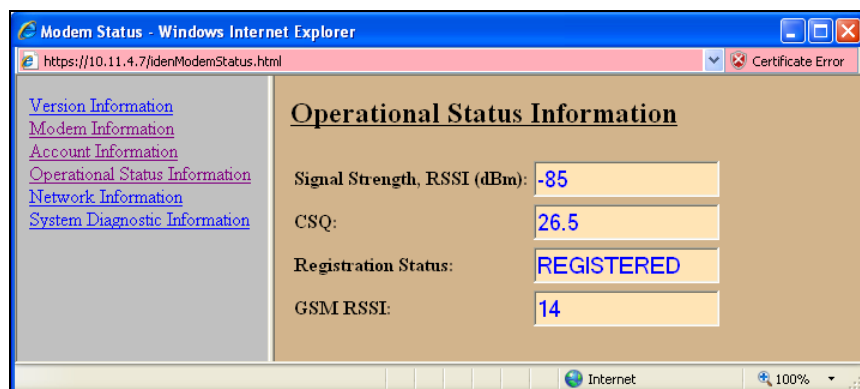 Modem Status - Windows Internet Explorer
https://10.11.4.7/idenModemStatus.html
Certificate Error
Version Information
Modem Information
Account Information
Operational Status Information
Network Information
System Diagnostic Information
Operational Status Information
Signal Strength, RSSI (dBm): -85
CSQ: 26.5
Registration Status: REGISTERED
GSM RSSI: 14
Internet
100%